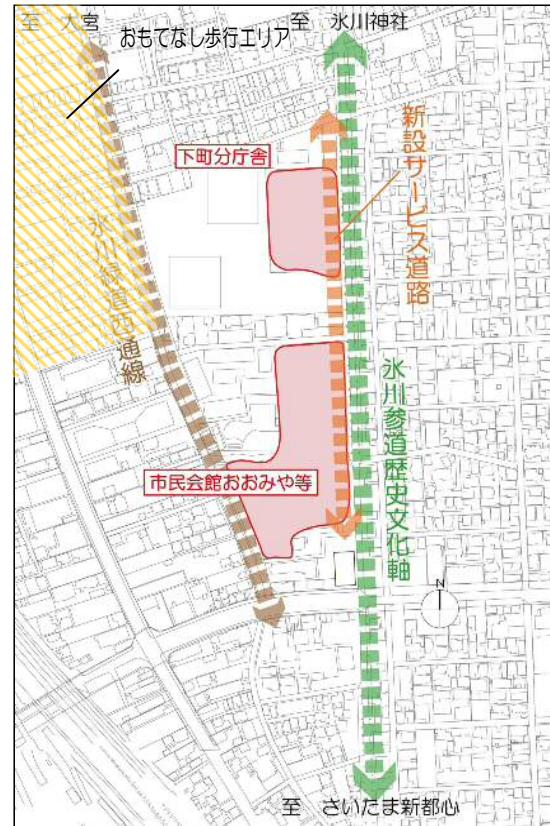 至 大宮
おもてなし歩行エリア
至 氷川神社
下町分庁舎
新設サービス道路
氷川緑道西通線
氷川参道歴史文化軸
市民会館おおみや等
N
至 さいたま新都心